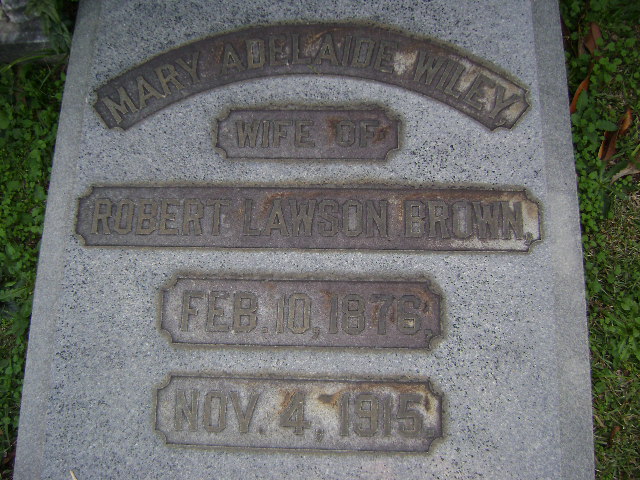 MARY ADELAIDE WILEY
WIFE OF
ROBERT LAWSON BROWN,
FEB. 10, 1876,
NOV. 4, 1915.